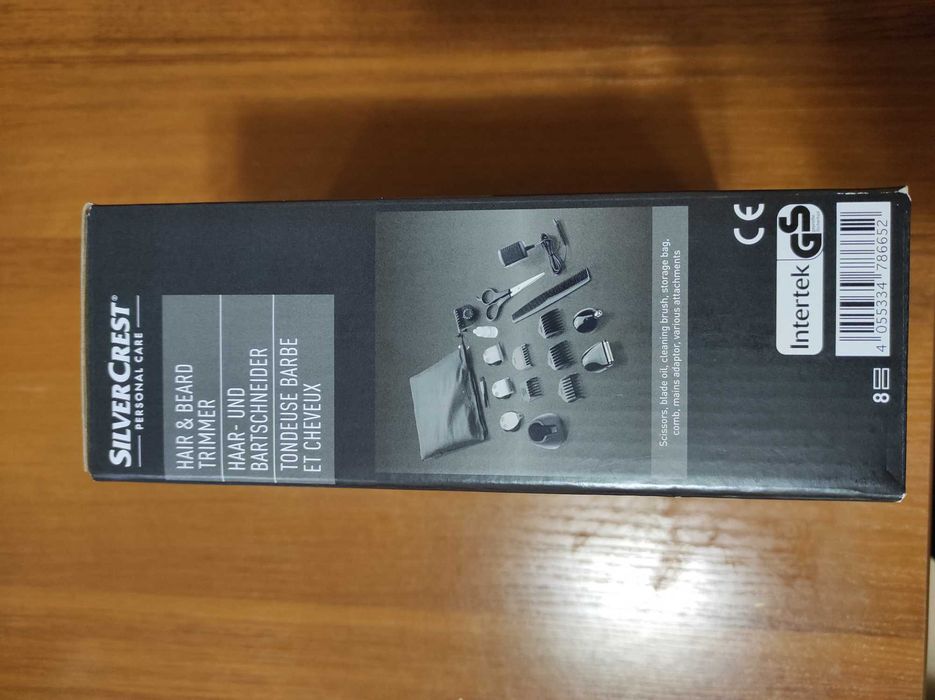 SILVERCREST®
PERSONAL CARE
HAIR & BEARD
TRIMMER
HAAR- UND
BARTSCHNEIDER
TONDEUSE BARBE
ET CHEVEUX
Scissors, blade oil, cleaning brush, storage bag,
comb, mains adaptor, various attachments
CE
Intertek
GS
4 055334 786652
8